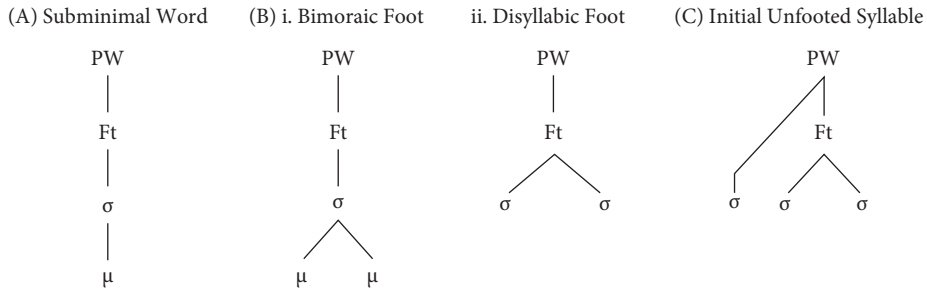 (A) Subminimal Word (B) i. Bimoraic Foot ii. Disyllabic Foot (C) Initial Unfooted Syllable
PW PW PW PW
Ft Ft Ft Ft
σ σ σ σ σ σ σ
μ μ μ